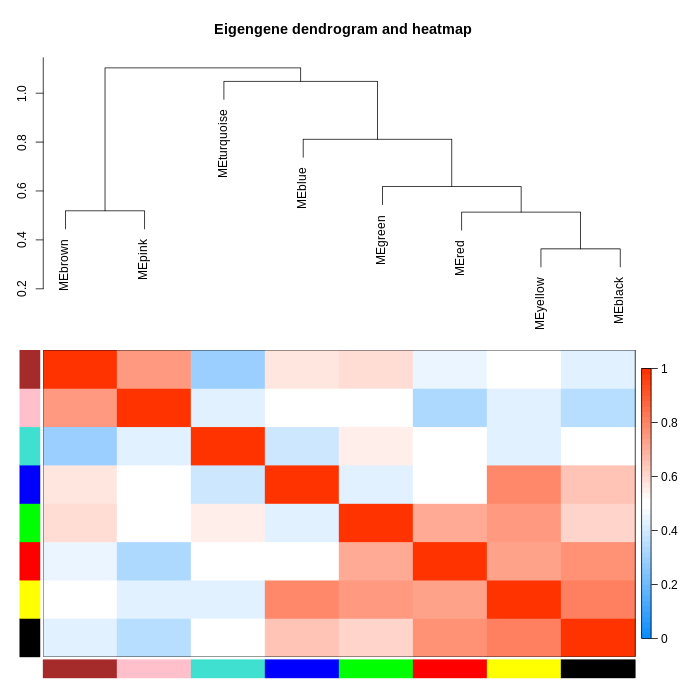 Eigengene dendrogram and heatmap
1.0
0.8
0.6
0.4
0.2
MEbrown
MEpink
MEturquoise
MEblue
MEgreen
MEred
MEyellow
MEblack
1
0.8
0.6
0.4
0.2
0